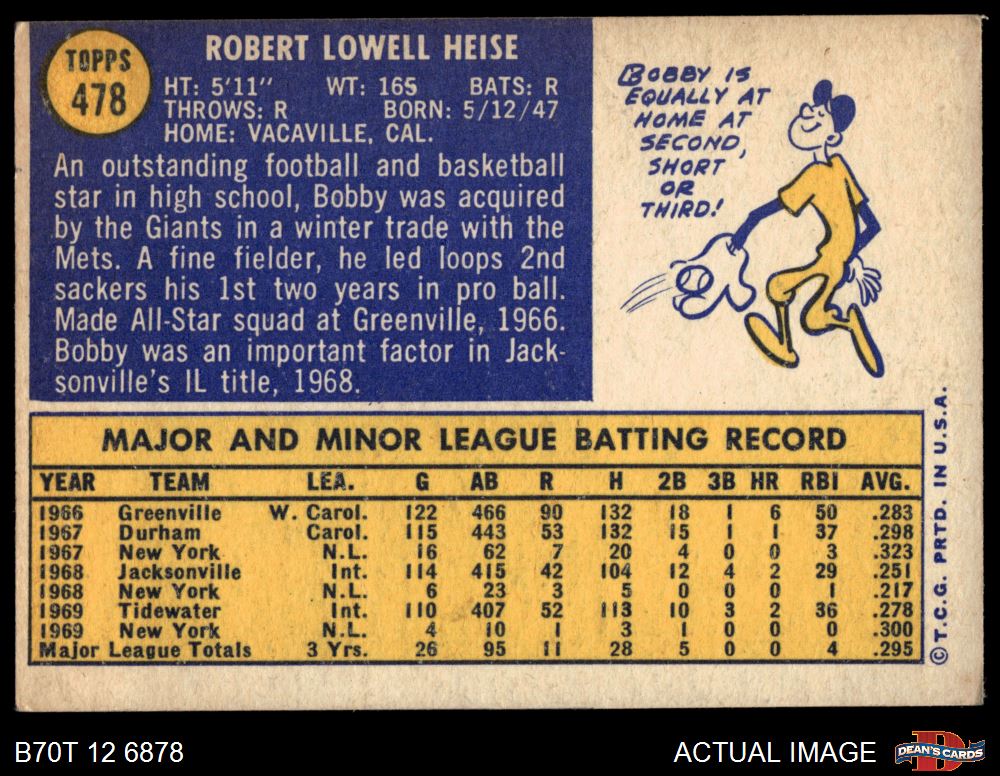 TOPPS
478
ROBERT LOWELL HEISE
HT: 5'11" WT: 165 BATS: R
THROWS: R BORN: 5/12/47
HOME: VACAVILLE, CAL.
An outstanding football and basketball
star in high school, Bobby was acquired
by the Giants in a winter trade with the
Mets. A fine fielder, he led loops 2nd
sackers his 1st two years in pro ball.
Made All-Star squad at Greenville, 1966.
Bobby was an important factor in Jack-
sonville's IL title, 1968.
BOBBY IS
EQUALLY AT
HOME AT
SECOND,
SHORT
OR
THIRD!
MAJOR AND MINOR LEAGUE BATTING RECORD
YEAR TEAM LEA. G AB R H 2B 3B HR RBI AVG.
1966 Greenville W. Carol. 122 466 90 132 18 1 6 50 .283
1967 Durham Carol. 115 443 53 132 15 1 1 37 .298
1967 New York N.L. 16 62 7 20 4 0 0 3 .323
1968 Jacksonville Int. 114 415 42 104 12 4 2 29 .251
1968 New York N.L. 6 23 3 5 0 0 0 1 .217
1969 Tidewater Int. 110 407 52 113 10 3 2 36 .278
1969 New York N.L. 4 10 1 3 1 0 0 0 .300
Major League Totals 3 Yrs. 26 95 11 28 5 0 0 4 .295
© T.C.G. PRTD. IN U.S.A.
B70T 12 6878
ACTUAL IMAGE
DEAN'S CARDS